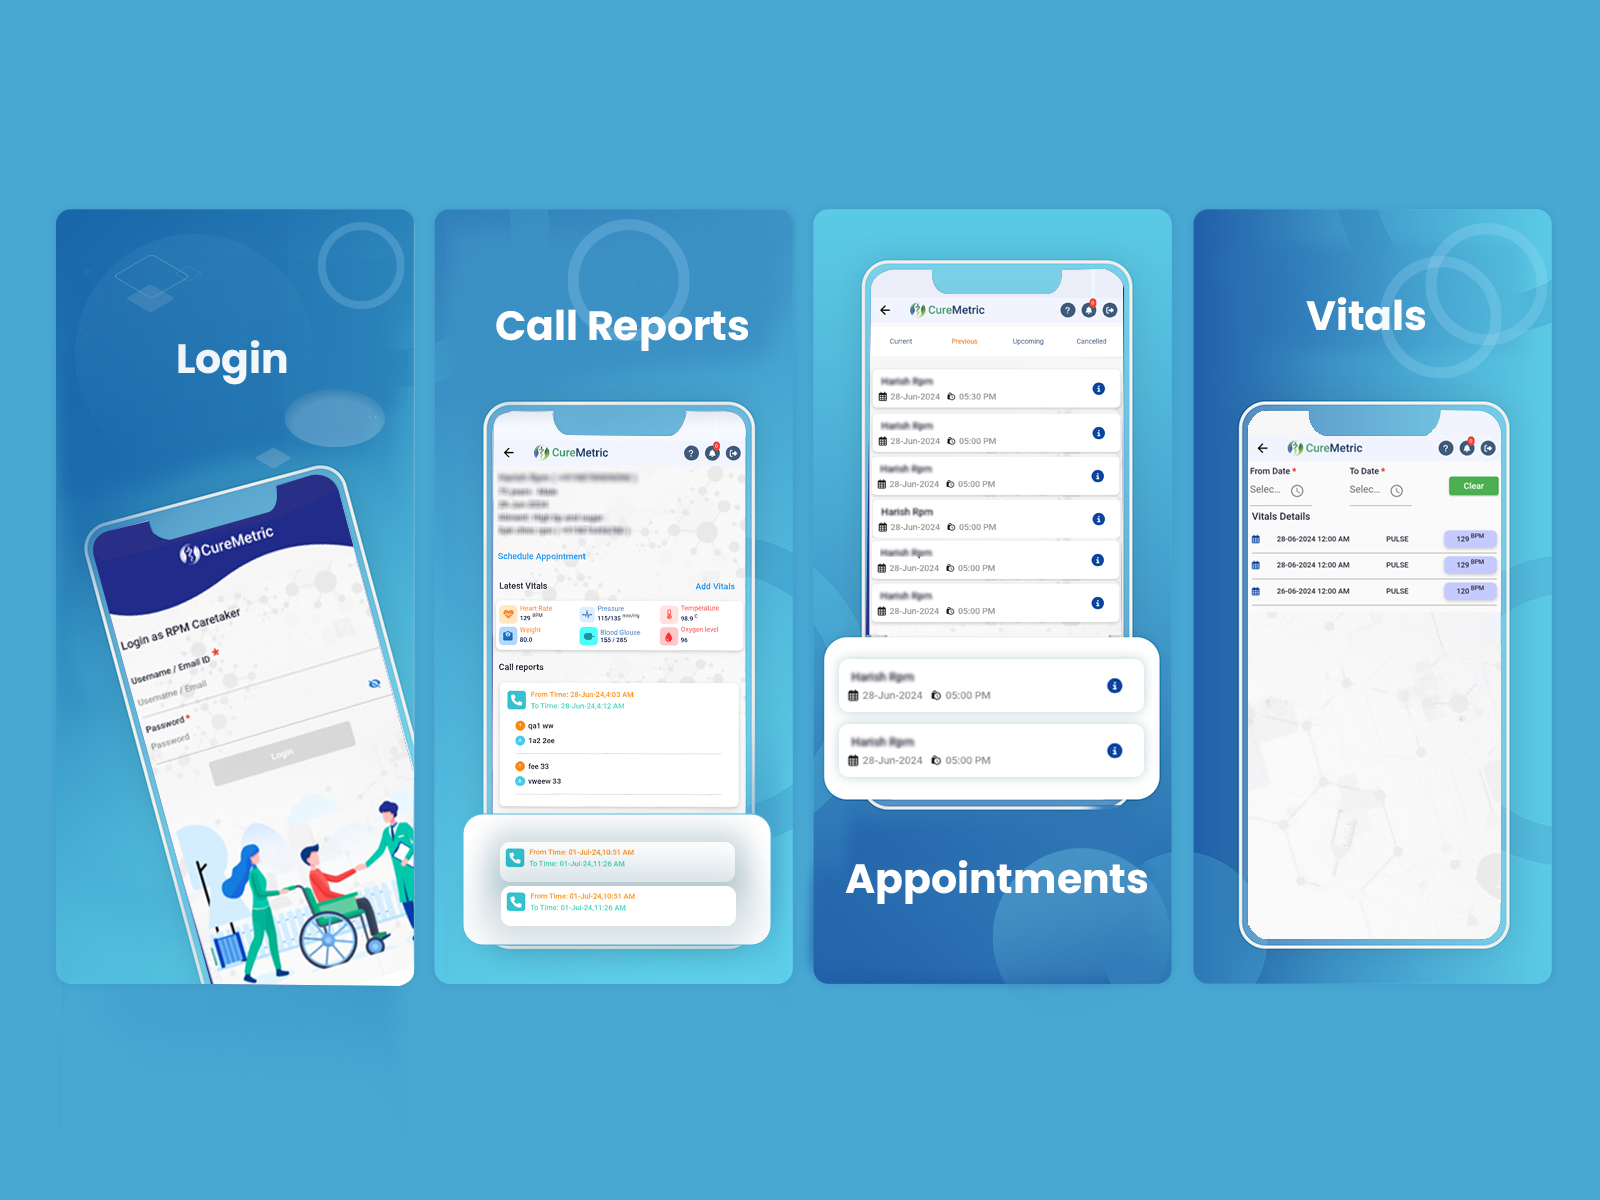 Login
CureMetric
Login as RPM Caretaker
Username / Email ID *
Username / Email
Password *
Password
Login
Call Reports
CureMetric
?
0
Schedule Appointment
Latest Vitals
Add Vitals
Heart Rate
129 BPM
Pressure
115/135 mm/ng
Temperature
98.9 C
Weight
80.0
Blood Glouse
155 / 285
Oxygen level
96
Call reports
From Time: 28-Jun-24,4:03 AM
To Time: 28-Jun-24,4:12 AM
qa1 ww
1a2 2ee
fee 33
vweew 33
From Time: 01-Jul-24,10:51 AM
To Time: 01-Jul-24,11:26 AM
From Time: 01-Jul-24,10:51 AM
To Time: 01-Jul-24,11:26 AM
CureMetric
?
0
Current
Previous
Upcoming
Cancelled
Harish Rpm
28-Jun-2024 05:30 PM
Harish Rpm
28-Jun-2024 05:00 PM
Harish Rpm
28-Jun-2024 05:00 PM
Harish Rpm
28-Jun-2024 05:00 PM
Harish Rpm
28-Jun-2024 05:00 PM
Harish Rpm
28-Jun-2024 05:00 PM
Harish Rpm
28-Jun-2024 05:00 PM
Harish Rpm
28-Jun-2024 05:00 PM
Appointments
Vitals
CureMetric
?
0
From Date *
To Date *
Selec...
Selec...
Clear
Vitals Details
28-06-2024 12:00 AM PULSE 129 BPM
28-06-2024 12:00 AM PULSE 129 BPM
26-06-2024 12:00 AM PULSE 120 BPM